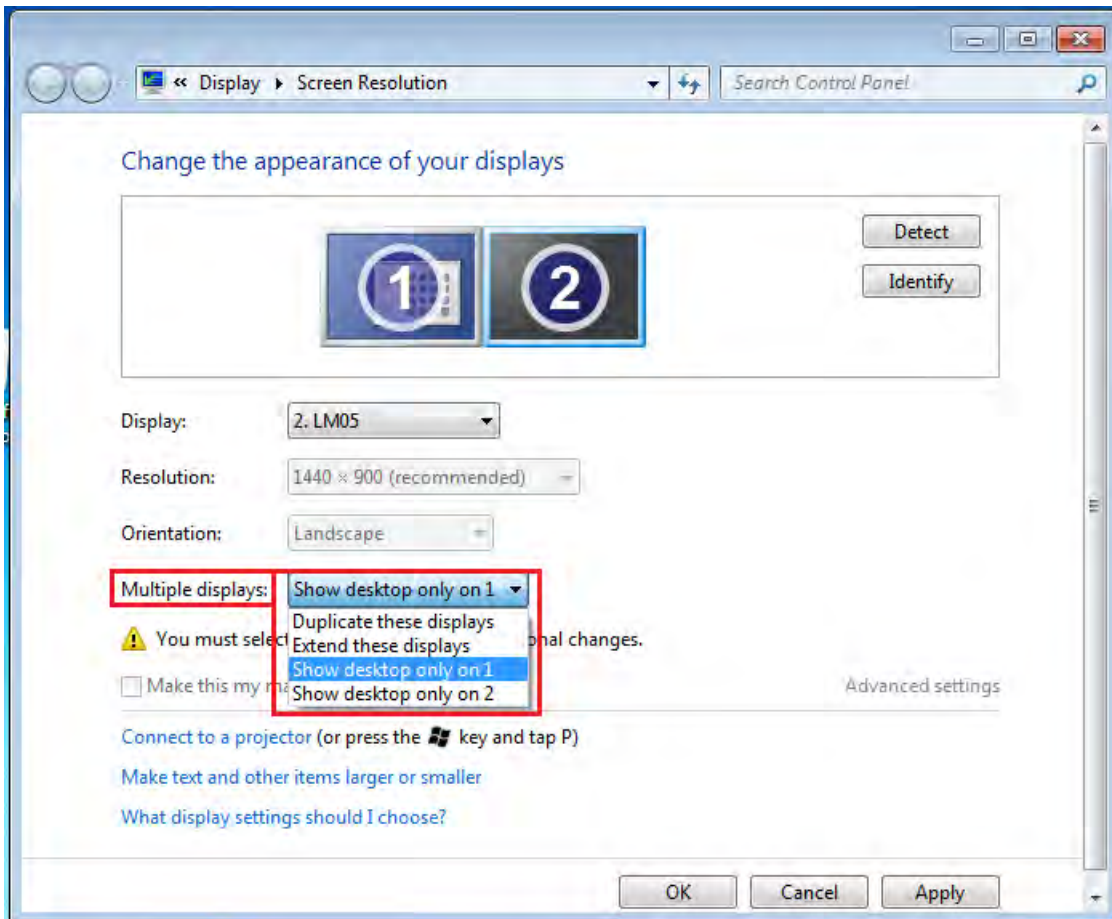 « Display ▸ Screen Resolution
Search Control Panel
Change the appearance of your displays
1
2
Detect
Identify
Display:
2. LM05
Resolution:
1440 × 900 (recommended)
Orientation:
Landscape
Multiple displays:
Show desktop only on 1
Duplicate these displays
You must select onal changes.
Extend these displays
Show desktop only on 1
Make this my ma
Show desktop only on 2
Advanced settings
Connect to a projector (or press the key and tap P)
Make text and other items larger or smaller
What display settings should I choose?
OK
Cancel
Apply